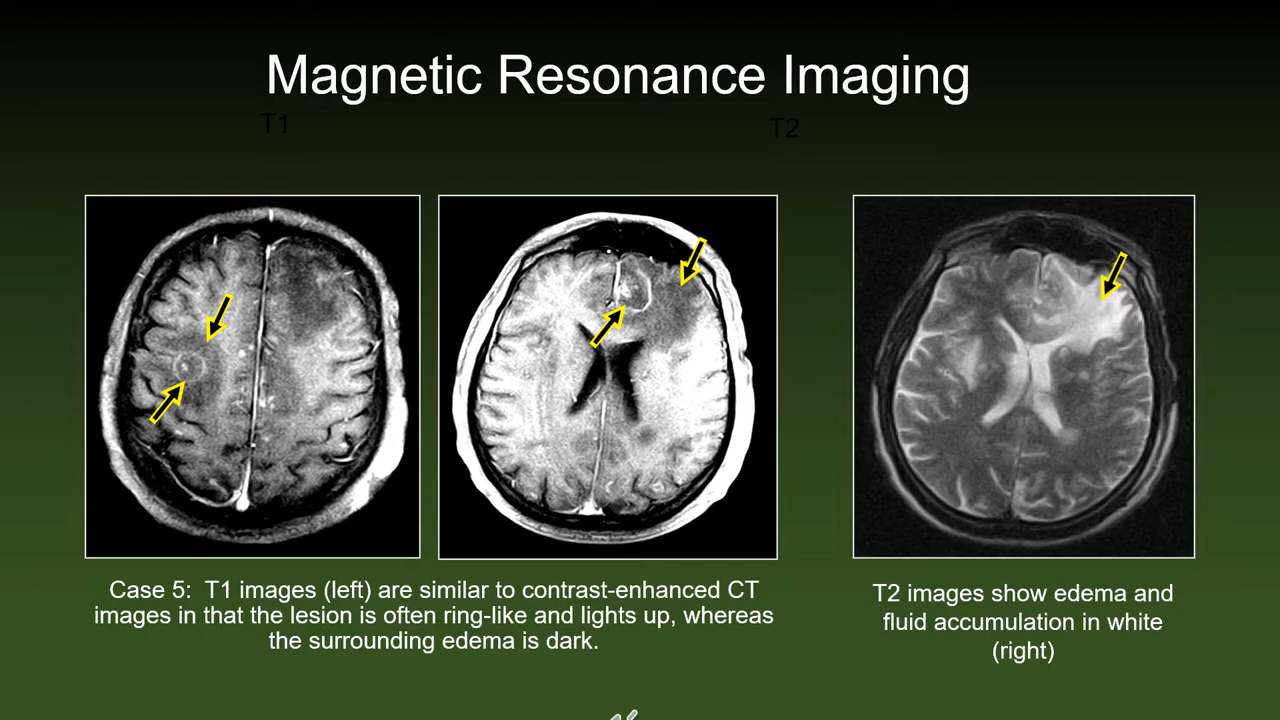 Magnetic Resonance Imaging
T1
T2
Case 5:  T1 images (left) are similar to contrast-enhanced CT
images in that the lesion is often ring-like and lights up, whereas
the surrounding edema is dark.
T2 images show edema and
fluid accumulation in white
(right)